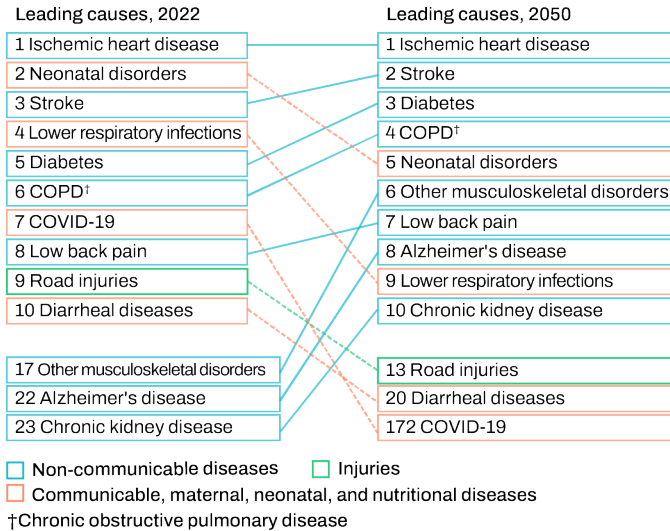 Leading causes, 2022
1 Ischemic heart disease
2 Neonatal disorders
3 Stroke
4 Lower respiratory infections
5 Diabetes
6 COPD†
7 COVID-19
8 Low back pain
9 Road injuries
10 Diarrheal diseases
17 Other musculoskeletal disorders
22 Alzheimer's disease
23 Chronic kidney disease
Leading causes, 2050
1 Ischemic heart disease
2 Stroke
3 Diabetes
4 COPD†
5 Neonatal disorders
6 Other musculoskeletal disorders
7 Low back pain
8 Alzheimer's disease
9 Lower respiratory infections
10 Chronic kidney disease
13 Road injuries
20 Diarrheal diseases
172 COVID-19
Non-communicable diseases
Injuries
Communicable, maternal, neonatal, and nutritional diseases
†Chronic obstructive pulmonary disease